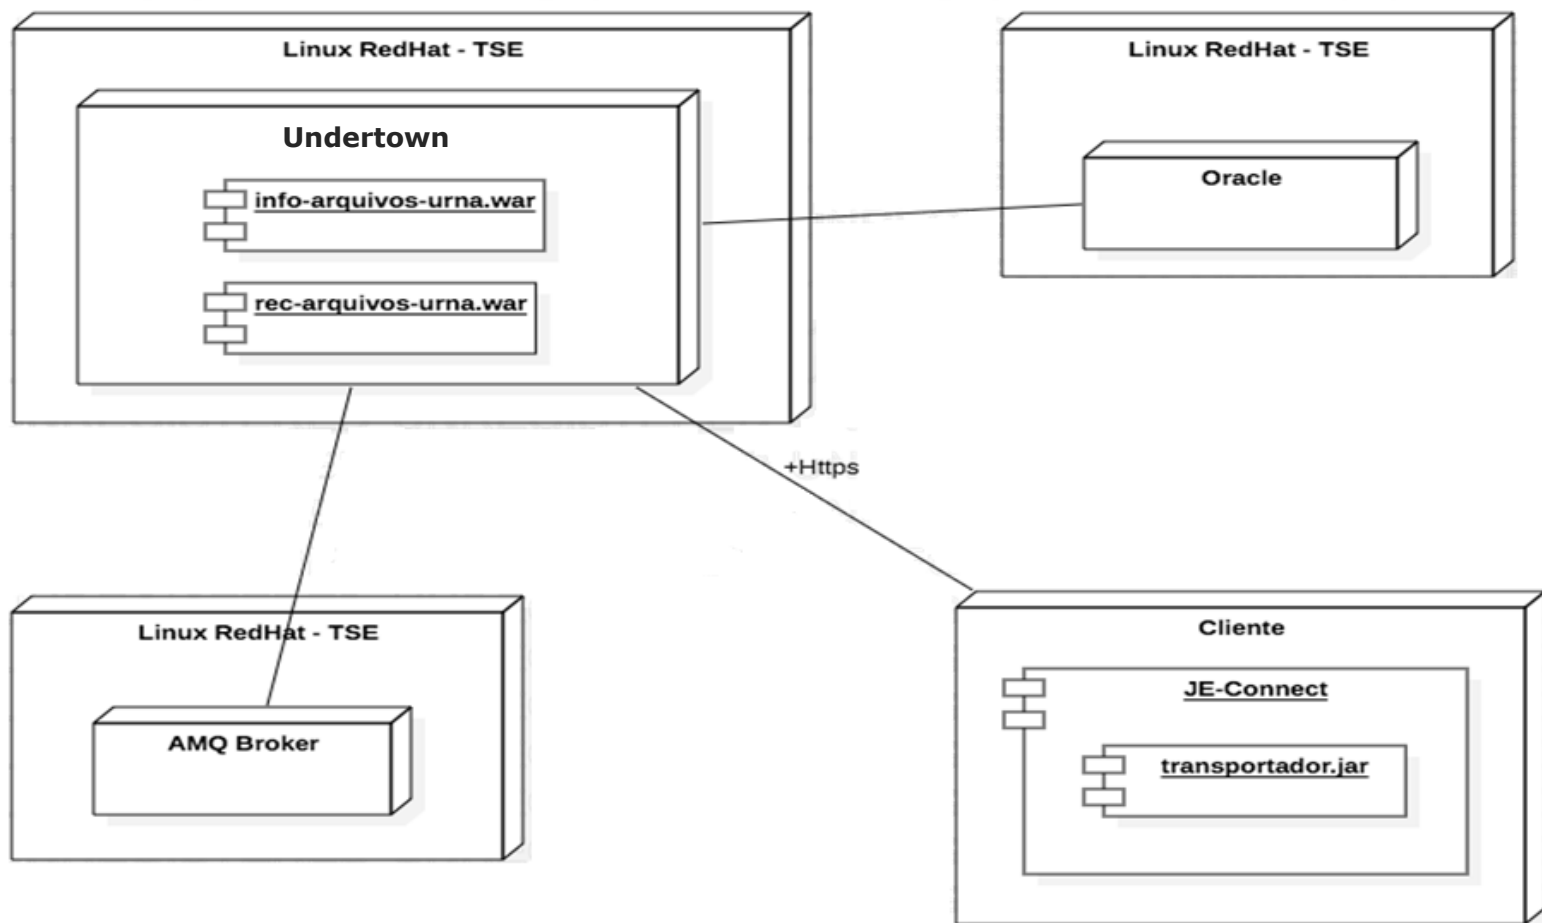 Linux RedHat - TSE
Undertown
info-arquivos-urna.war
rec-arquivos-urna.war
Linux RedHat - TSE
Oracle
+Https
Linux RedHat - TSE
AMQ Broker
Cliente
JE-Connect
transportador.jar